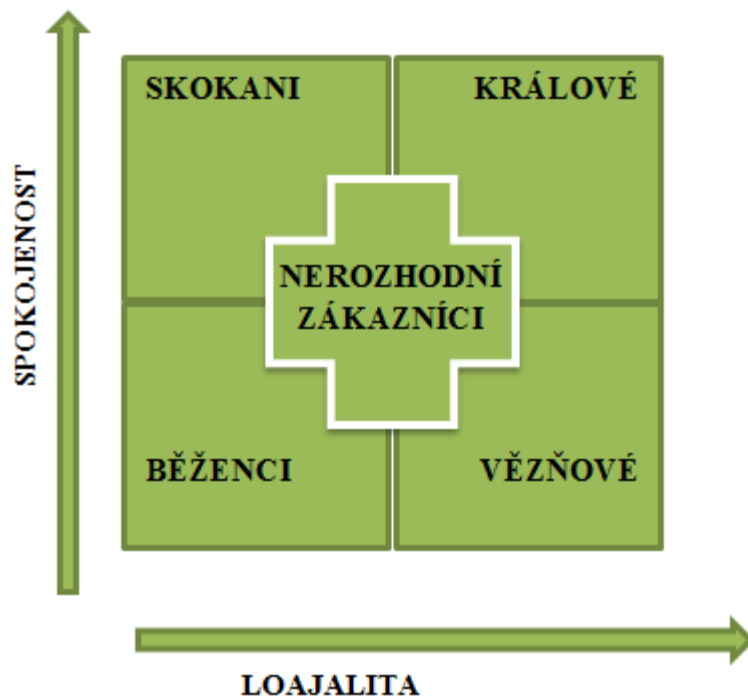 SKOKANI
KRÁLOVÉ
SPOKOJENOST
NEROZHODNÍ
ZÁKAZNÍCI
BĚŽENCI
VĚZŇOVÉ
LOAJALITA